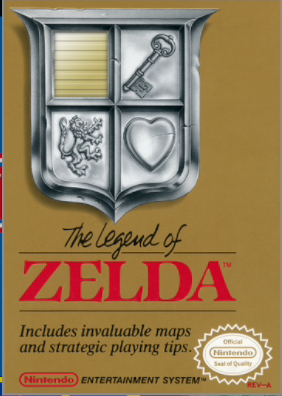 The Legend of
ZELDA™
Includes invaluable maps
and strategic playing tips.
Official
Nintendo
Seal of Quality
Nintendo ENTERTAINMENT SYSTEM™
REV-A